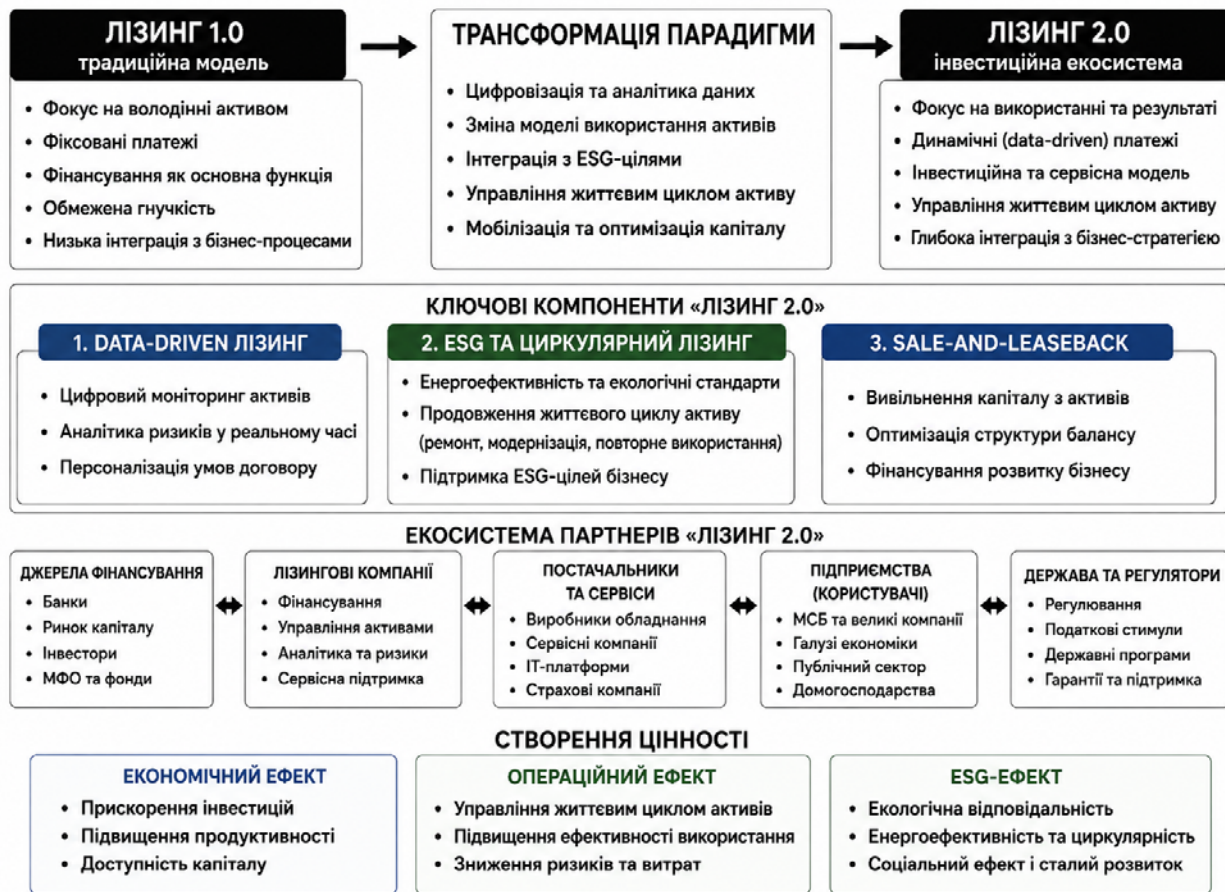 ЛІЗИНГ 1.0
традиційна модель
• Фокус на володінні активом
• Фіксовані платежі
• Фінансування як основна функція
• Обмежена гнучкість
• Низька інтеграція з бізнес-процесами
ТРАНСФОРМАЦІЯ ПАРАДИГМИ
• Цифровізація та аналітика даних
• Зміна моделі використання активів
• Інтеграція з ESG-цілями
• Управління життєвим циклом активу
• Мобілізація та оптимізація капіталу
ЛІЗИНГ 2.0
інвестиційна екосистема
• Фокус на використанні та результаті
• Динамічні (data-driven) платежі
• Інвестиційна та сервісна модель
• Управління життєвим циклом активу
• Глибока інтеграція з бізнес-стратегією
КЛЮЧОВІ КОМПОНЕНТИ «ЛІЗИНГ 2.0»
1. DATA-DRIVEN ЛІЗИНГ
• Цифровий моніторинг активів
• Аналітика ризиків у реальному часі
• Персоналізація умов договору
2. ESG ТА ЦИРКУЛЯРНИЙ ЛІЗИНГ
• Енергоефективність та екологічні стандарти
• Продовження життєвого циклу активу
(ремонт, модернізація, повторне використання)
• Підтримка ESG-цілей бізнесу
3. SALE-AND-LEASEBACK
• Вивільнення капіталу з активів
• Оптимізація структури балансу
• Фінансування розвитку бізнесу
ЕКОСИСТЕМА ПАРТНЕРІВ «ЛІЗИНГ 2.0»
ДЖЕРЕЛА ФІНАНСУВАННЯ
• Банки
• Ринок капіталу
• Інвестори
• МФО та фонди
ЛІЗИНГОВІ КОМПАНІЇ
• Фінансування
• Управління активами
• Аналітика та ризики
• Сервісна підтримка
ПОСТАЧАЛЬНИКИ
ТА СЕРВІСИ
• Виробники обладнання
• Сервісні компанії
• ІТ-платформи
• Страхові компанії
ПІДПРИЄМСТВА
(КОРИСТУВАЧІ)
• МСБ та великі компанії
• Галузі економіки
• Публічний сектор
• Домогосподарства
ДЕРЖАВА ТА РЕГУЛЯТОРИ
• Регулювання
• Податкові стимули
• Державні програми
• Гарантії та підтримка
СТВОРЕННЯ ЦІННОСТІ
ЕКОНОМІЧНИЙ ЕФЕКТ
• Прискорення інвестицій
• Підвищення продуктивності
• Доступність капіталу
ОПЕРАЦІЙНИЙ ЕФЕКТ
• Управління життєвим циклом активів
• Підвищення ефективності використання
• Зниження ризиків та витрат
ESG-ЕФЕКТ
• Екологічна відповідальність
• Енергоефективність та циркулярність
• Соціальний ефект і сталий розвиток